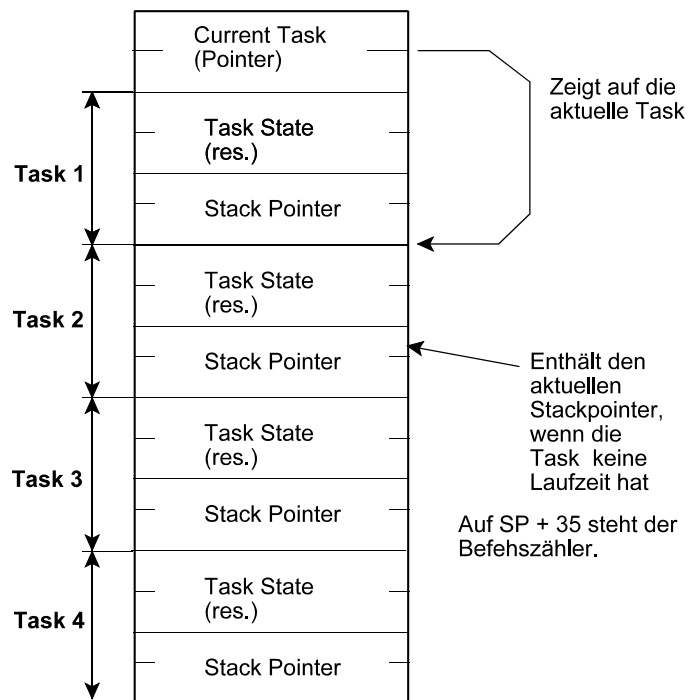 Current Task
(Pointer)
Zeigt auf die
aktuelle Task
Task 1
Task State
(res.)
Stack Pointer
Task 2
Task State
(res.)
Stack Pointer
Enthält den
aktuellen
Stackpointer,
wenn die
Task keine
Laufzeit hat
Task 3
Task State
(res.)
Stack Pointer
Auf SP + 35 steht der
Befehszähler.
Task 4
Task State
(res.)
Stack Pointer